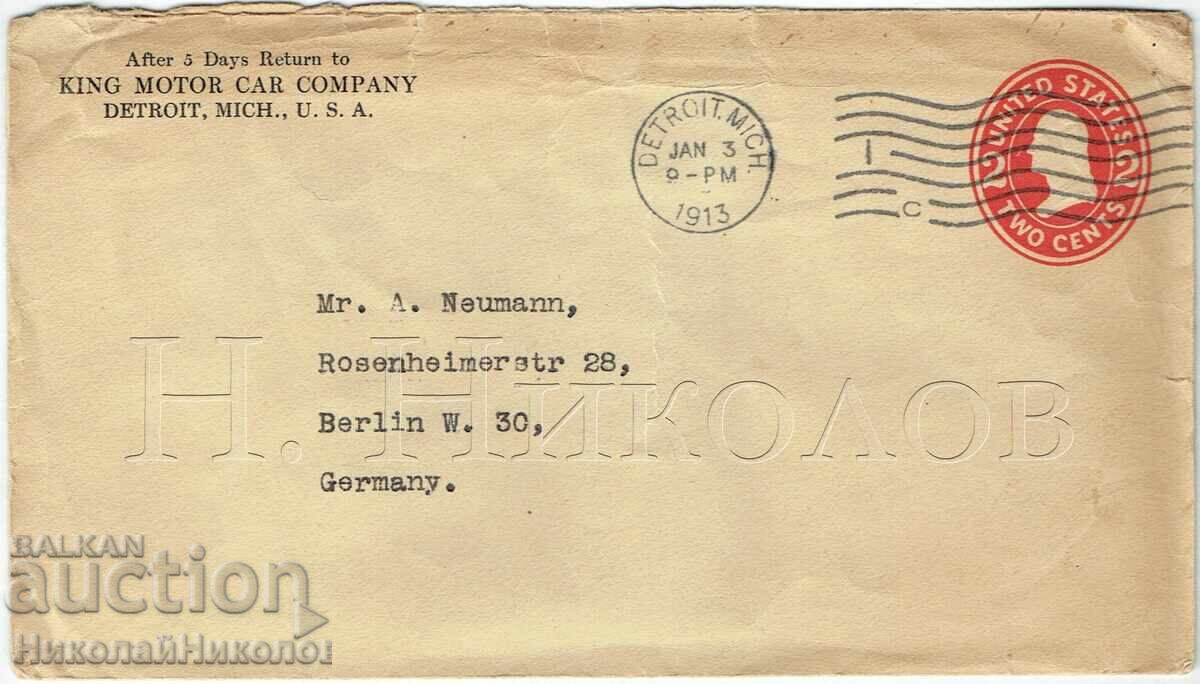 After 5 Days Return to
KING MOTOR CAR COMPANY
DETROIT, MICH., U. S. A.
DETROIT, MICH.
JAN 3
9-PM
1913
1
C
UNITED STATES
2 2
TWO CENTS
Mr. A. Neumann,
Rosenheimerstr 28,
Berlin W. 30,
Germany.
Н. Николов
BALKAN
auction
НиколайНиколов